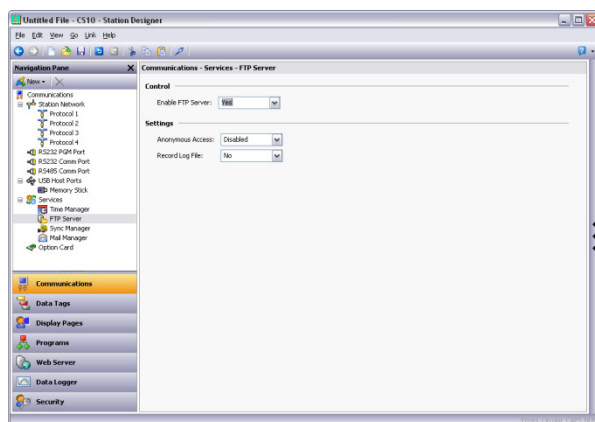 Untitled File - CS10 - Station Designer
File Edit View Go Link Help
Navigation Pane
Communications - Services - FTP Server
New
Control
Communications
Station Network
Enable FTP Server: Yes
Protocol 1
Protocol 2
Settings
Protocol 3
Protocol 4
Anonymous Access: Disabled
RS232 PGM Port
RS232 Comm Port
Record Log File: No
RS485 Comm Port
USB Host Ports
Memory Stick
Services
Time Manager
FTP Server
Sync Manager
Mail Manager
Option Card
Communications
Data Tags
Display Pages
Programs
Web Server
Data Logger
Security